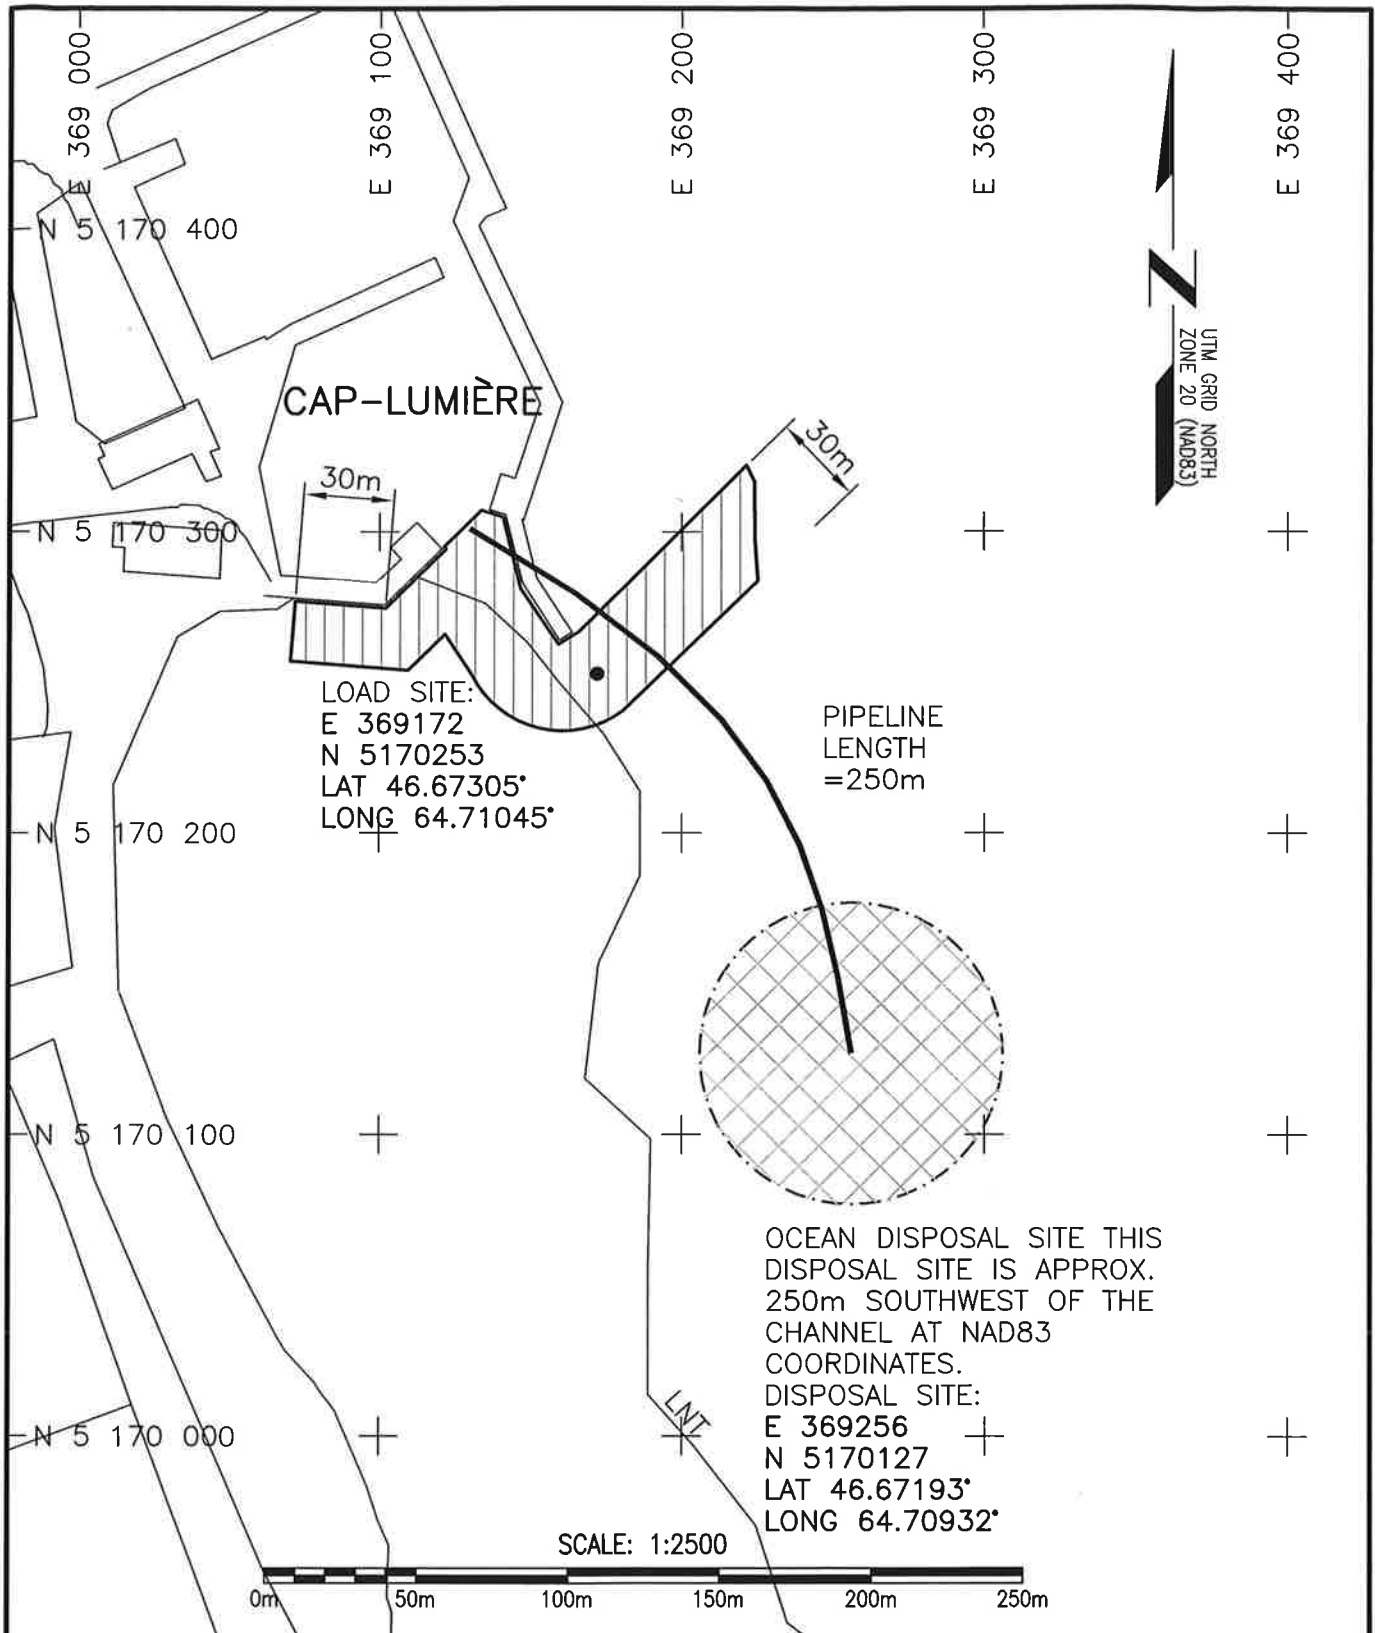 E 369 000
E 369 100
E 369 200
E 369 300
E 369 400
N 5 170 400
UTM GRID NORTH
ZONE 20 (NAD83)
CAP-LUMIÈRE
30m
30m
N 5 170 300
LOAD SITE:
E 369172
N 5170253
LAT 46.67305°
LONG 64.71045°
PIPELINE
LENGTH
=250m
N 5 170 200
N 5 170 100
OCEAN DISPOSAL SITE THIS
DISPOSAL SITE IS APPROX.
250m SOUTHWEST OF THE
CHANNEL AT NAD83
COORDINATES.
DISPOSAL SITE:
E 369256
N 5170127
LAT 46.67193°
LONG 64.70932°
LNT
N 5 170 000
SCALE: 1:2500
0m 50m 100m 150m 200m 250m
N